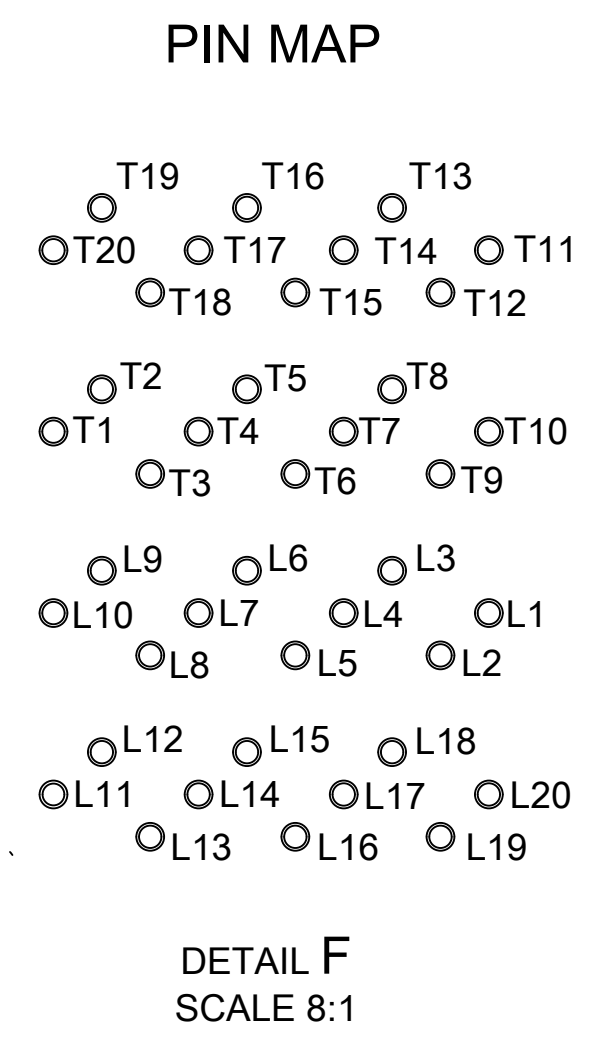 PIN MAP
T19 T16 T13
T20 T17 T14 T11
T18 T15 T12
T2 T5 T8
T1 T4 T7 T10
T3 T6 T9
L9 L6 L3
L10 L7 L4 L1
L8 L5 L2
L12 L15 L18
L11 L14 L17 L20
L13 L16 L19
DETAIL F
SCALE 8:1